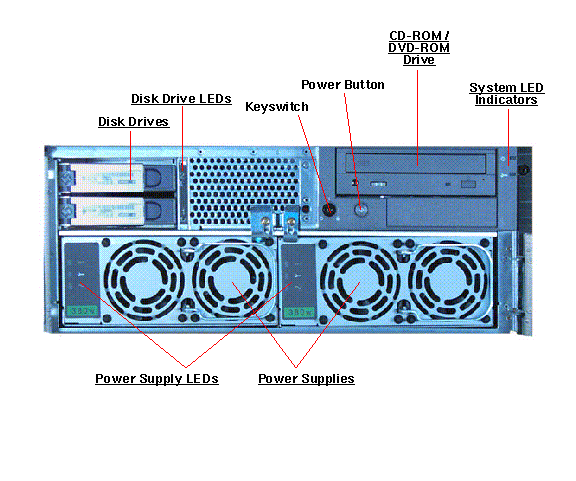 CD-ROM /
DVD-ROM
Drive
Power Button
System LED
Indicators
Disk Drive LEDs
Keyswitch
Disk Drives
Power Supply LEDs
Power Supplies